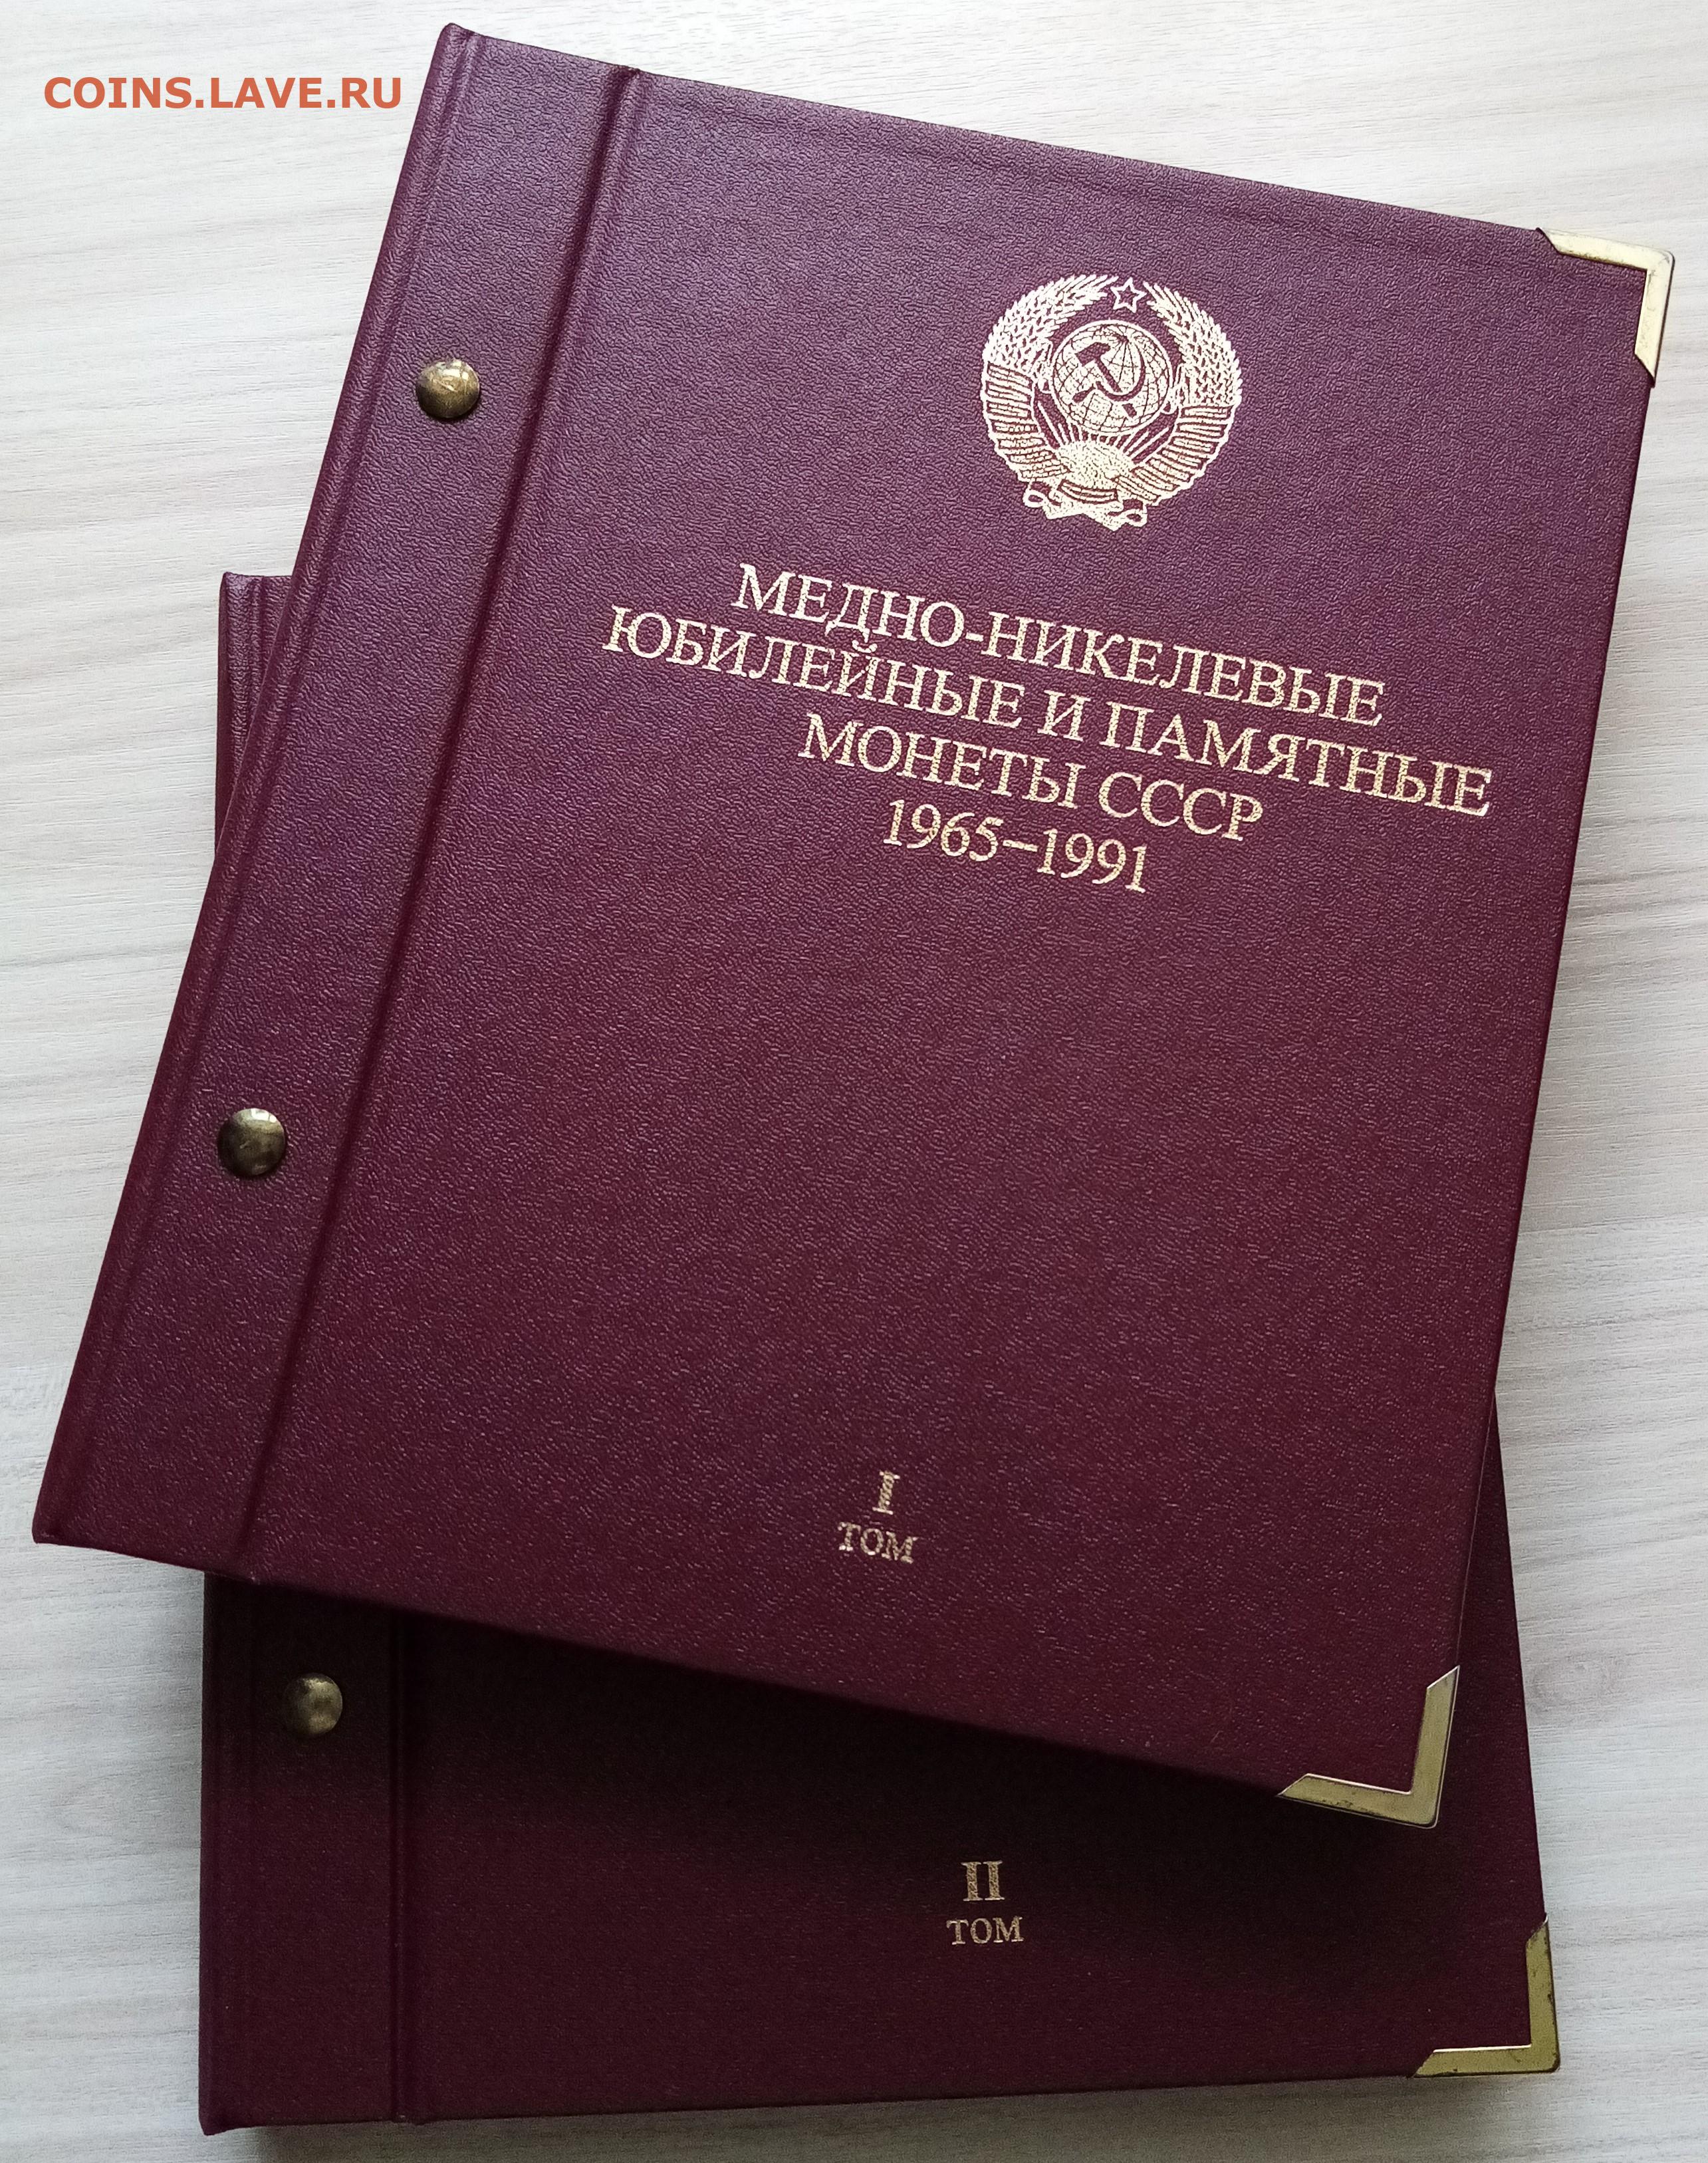 COINS.LAVE.RU
МЕДНО-НИКЕЛЕВЫЕ
ЮБИЛЕЙНЫЕ И ПАМЯТНЫЕ
МОНЕТЫ СССР
1965–1991
I
ТОМ
II
ТОМ